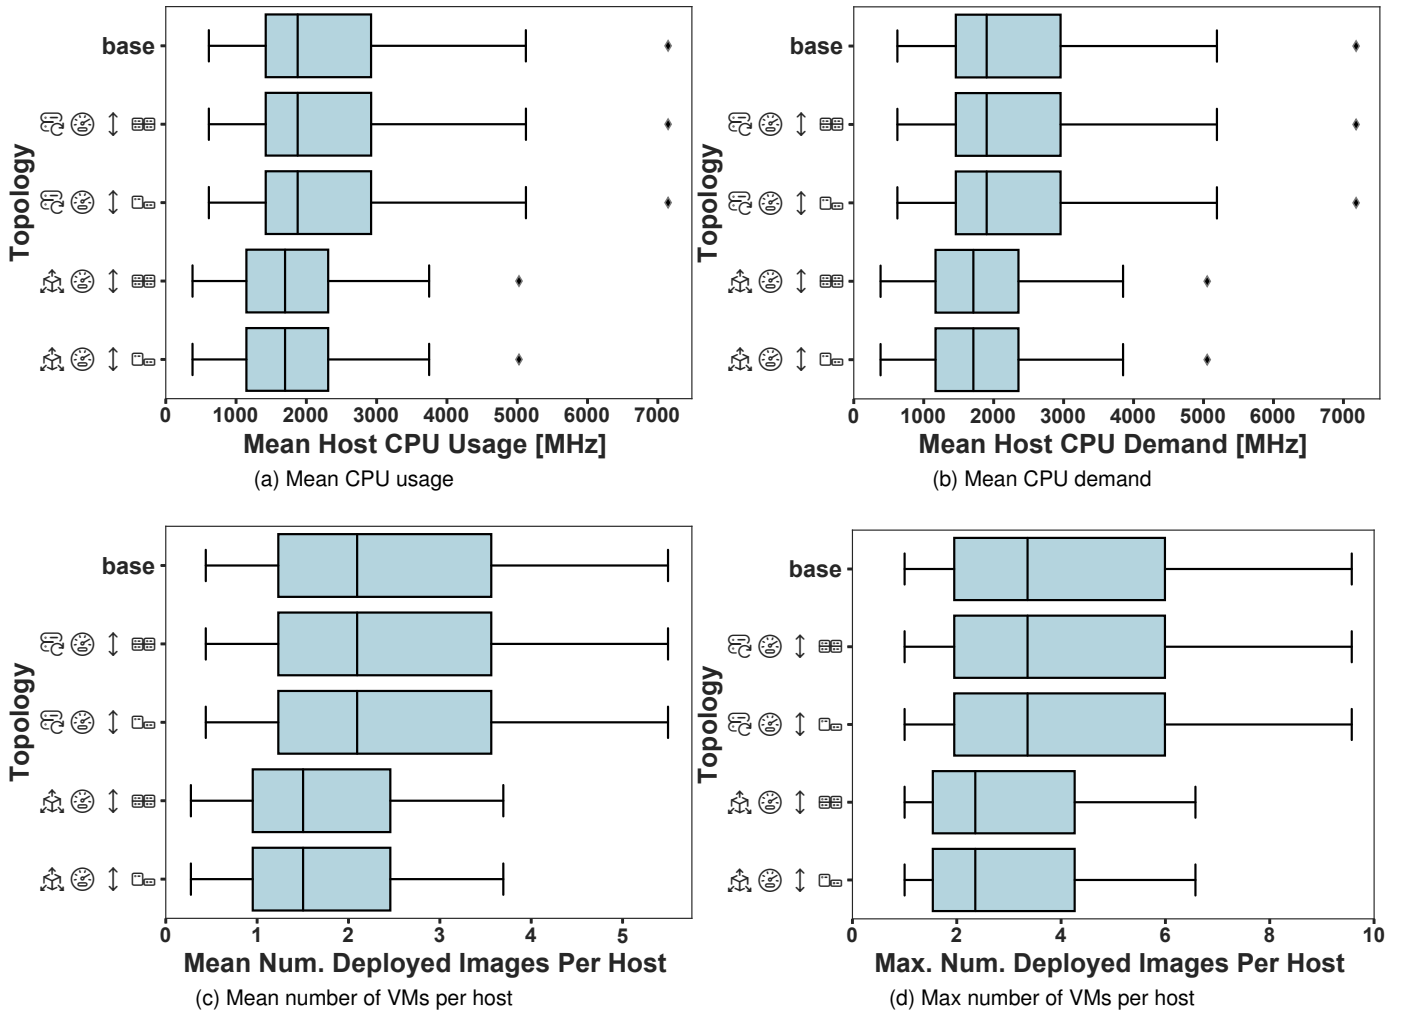 base
Topology
0 1000 2000 3000 4000 5000 6000 7000
Mean Host CPU Usage [MHz]
(a) Mean CPU usage
base
Topology
0 1000 2000 3000 4000 5000 6000 7000
Mean Host CPU Demand [MHz]
(b) Mean CPU demand
base
Topology
0 1 2 3 4 5
Mean Num. Deployed Images Per Host
(c) Mean number of VMs per host
base
Topology
0 2 4 6 8 10
Max. Num. Deployed Images Per Host
(d) Max number of VMs per host